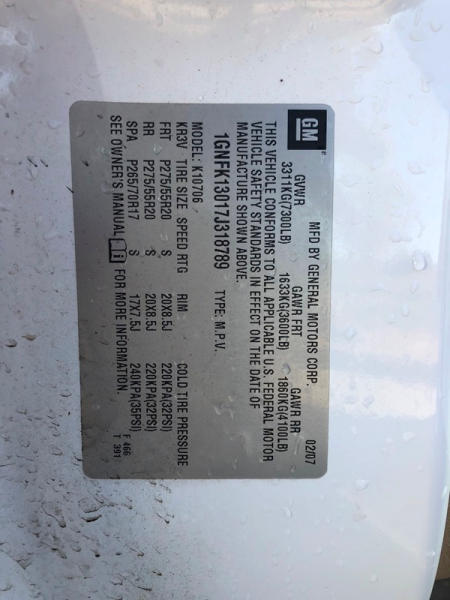 GM
MFD BY GENERAL MOTORS CORP. 02/07
GVWR GAWR FRT GAWR RR
3311KG(7300LB) 1633KG(3600LB) 1860KG(4100LB)
THIS VEHICLE CONFORMS TO ALL APPLICABLE U.S. FEDERAL MOTOR
VEHICLE SAFETY STANDARDS IN EFFECT ON THE DATE OF
MANUFACTURE SHOWN ABOVE.
1GNFK13017J318789 TYPE: M.P.V.
MODEL: K10706
KR3V TIRE SIZE SPEED RTG RIM COLD TIRE PRESSURE
FRT P275/55R20 S 20X8.5J 220KPA(32PSI)
RR P275/55R20 S 20X8.5J 220KPA(32PSI)
SPA P265/70R17 S 17X7.5J 240KPA(35PSI)
SEE OWNER'S MANUAL i FOR MORE INFORMATION.
F 466
T 391